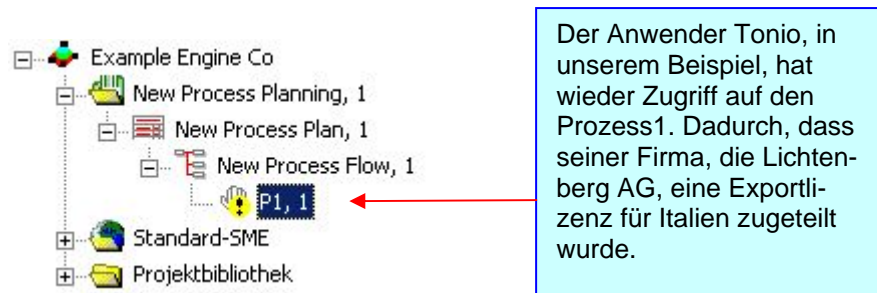 Example Engine Co
New Process Planning, 1
New Process Plan, 1
New Process Flow, 1
P1, 1
Standard-SME
Projektbibliothek
Der Anwender Tonio, in
unserem Beispiel, hat
wieder Zugriff auf den
Prozess1. Dadurch, dass
seiner Firma, die Lichten-
berg AG, eine Exportli-
zenz für Italien zugeteilt
wurde.